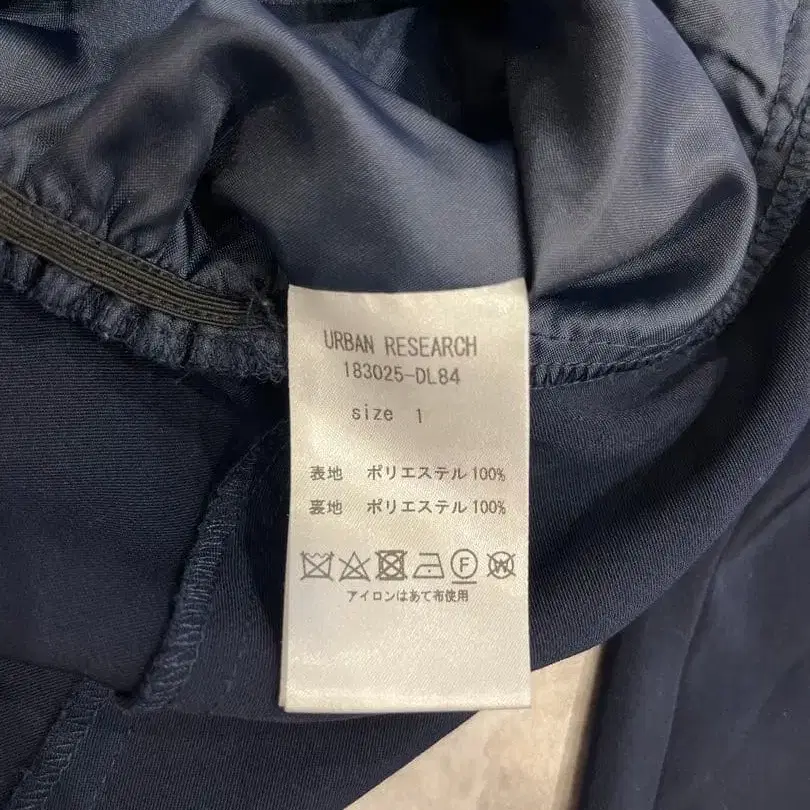 URBAN RESEARCH
183025-DL84
size 1
表地 ポリエステル100%
裏地 ポリエステル100%
F W
アイロンはあて布使用